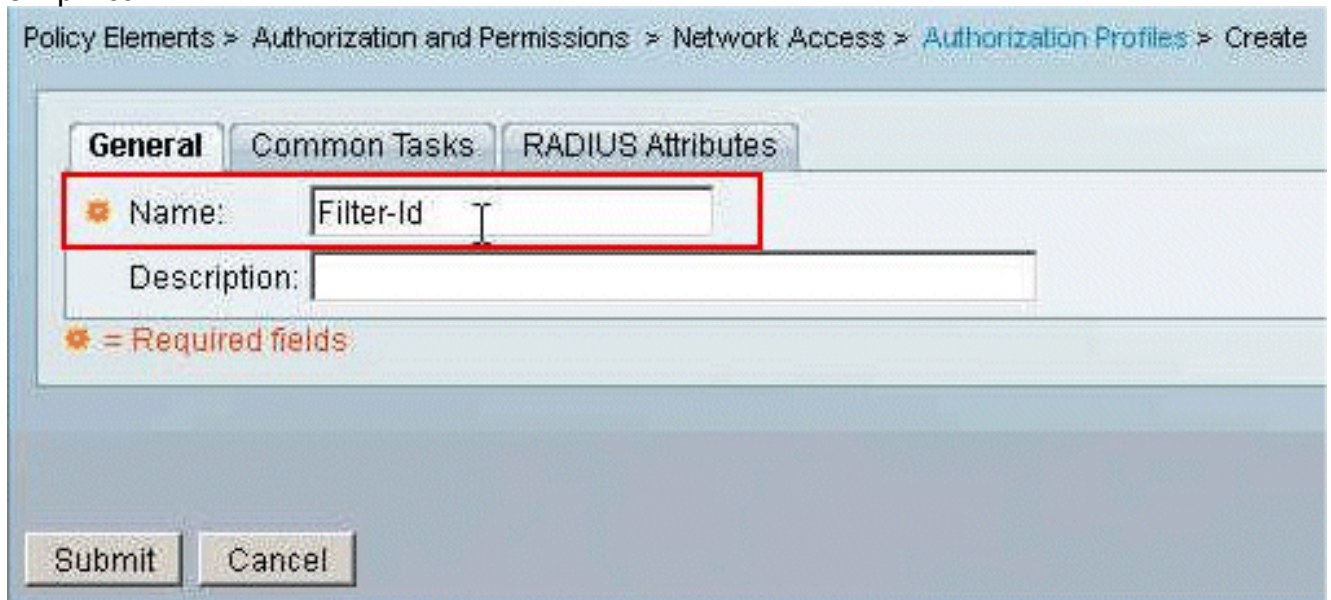 Policy Elements > Authorization and Permissions > Network Access > Authorization Profiles > Create
General Common Tasks RADIUS Attributes
Name: Filter-Id
Description:
= Required fields
Submit Cancel